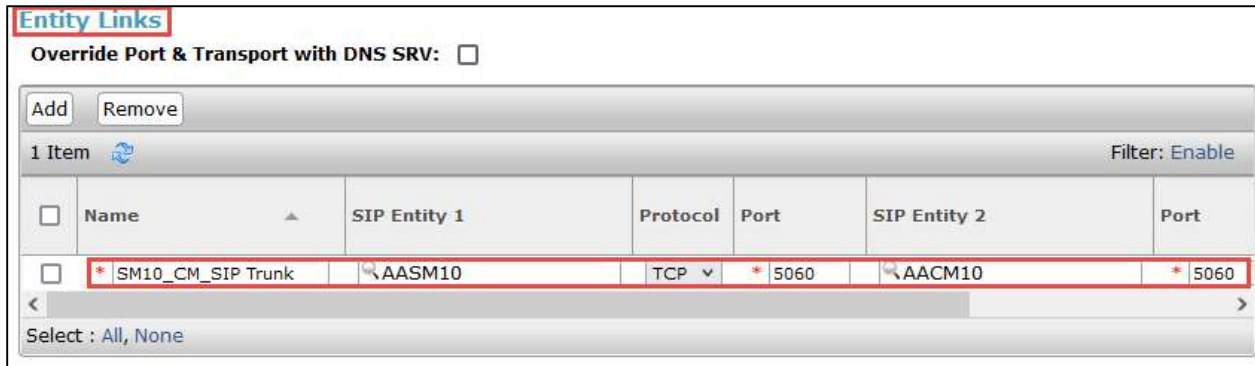 Entity Links
Override Port & Transport with DNS SRV:
Add Remove
1 Item Filter: Enable
Name SIP Entity 1 Protocol Port SIP Entity 2 Port
* SM10_CM_SIP Trunk AASM10 TCP * 5060 AACM10 * 5060
Select : All, None